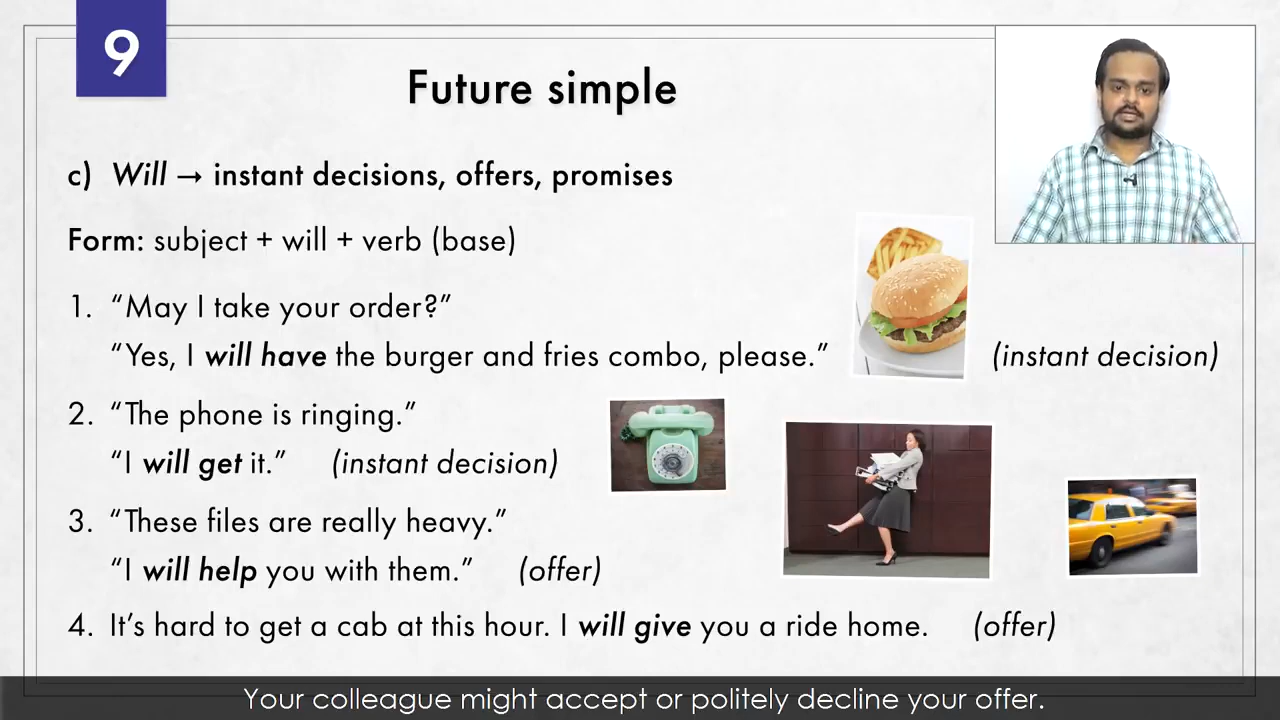 9
Future simple
c) Will → instant decisions, offers, promises
Form: subject + will + verb (base)
1. “May I take your order?”
“Yes, I will have the burger and fries combo, please.” (instant decision)
2. “The phone is ringing.”
“I will get it.” (instant decision)
3. “These files are really heavy.”
“I will help you with them.” (offer)
4. It’s hard to get a cab at this hour. I will give you a ride home. (offer)
Your colleague might accept or politely decline your offer.